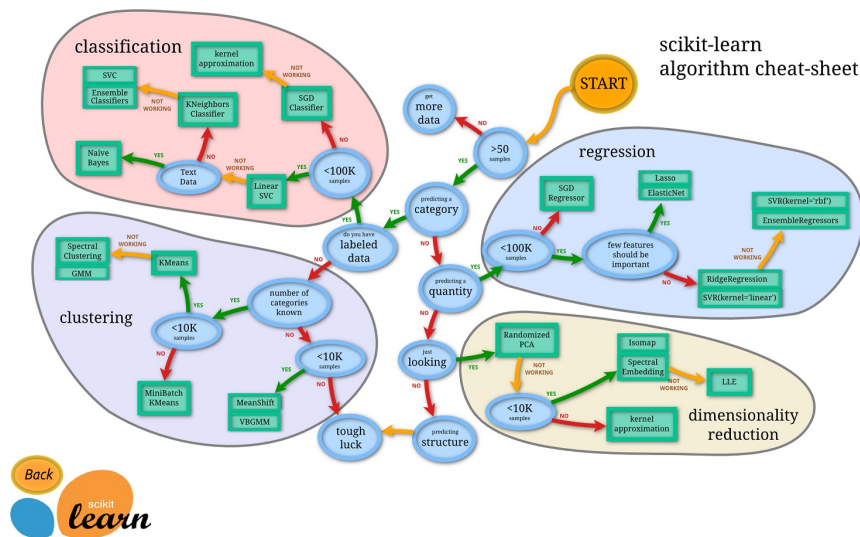 scikit-learn
algorithm cheat-sheet
START
get
more
data
NO
>50
samples
YES
predicting a
category
YES
NO
do you have
labeled
data
YES
NO
predicting a
quantity
YES
NO
just
looking
YES
NO
predicting
structure
tough
luck
classification
kernel
approximation
NOT
WORKING
SGD
Classifier
NO
<100K
samples
YES
Linear
SVC
NOT
WORKING
Text
Data
YES
Naive
Bayes
NO
KNeighbors
Classifier
NOT
WORKING
SVC
Ensemble
Classifiers
regression
<100K
samples
NO
SGD
Regressor
YES
few features
should be
important
YES
Lasso
ElasticNet
NO
RidgeRegression
SVR(kernel='linear')
NOT
WORKING
SVR(kernel='rbf')
EnsembleRegressors
clustering
number of
categories
known
YES
NO
<10K
samples
YES
KMeans
NOT
WORKING
Spectral
Clustering
GMM
NO
MiniBatch
KMeans
<10K
samples
YES
MeanShift
VBGMM
NO
dimensionality
reduction
Randomized
PCA
NOT
WORKING
<10K
samples
YES
Isomap
Spectral
Embedding
NOT
WORKING
LLE
NO
kernel
approximation
Back
scikit
learn